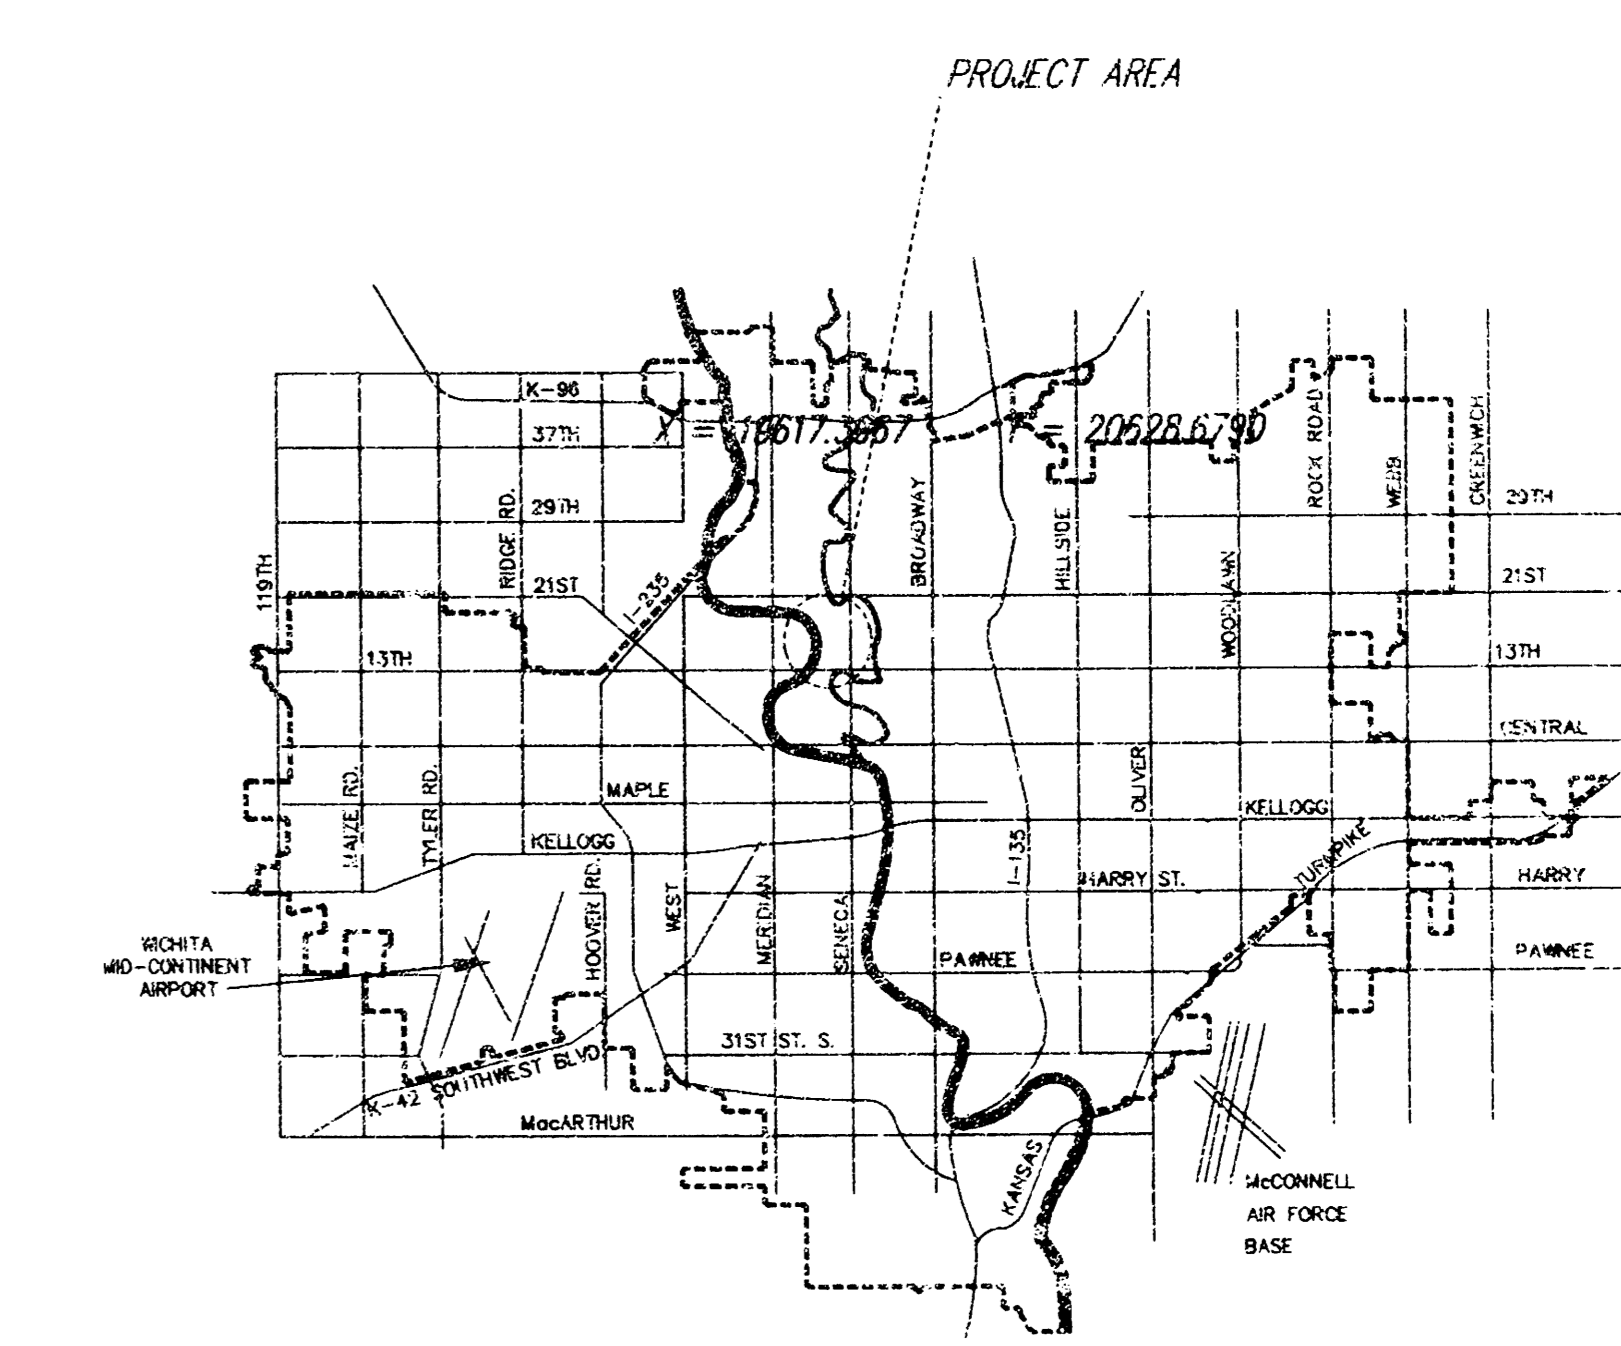 PROJECT AREA
K-96
37TH
29TH
RIDGE RD.
119TH
21ST
I-235
13TH
BROADWAY
HILLSIDE
WOODLAWN
ROCK ROAD
WEBB
GREENWICH
29TH
21ST
13TH
CENTRAL
MAIZE RD.
TYLER RD.
MAPLE
KELLOGG
HOOVER RD.
WEST
MERIDIAN
SENECA
I-135
OLIVER
KELLOGG
TURNPIKE
HARRY ST.
HARRY
PAWNEE
PAWNEE
WICHITA
MID-CONTINENT
AIRPORT
31ST ST. S.
K-42 SOUTHWEST BLVD
MacARTHUR
KANSAS
McCONNELL
AIR FORCE
BASE